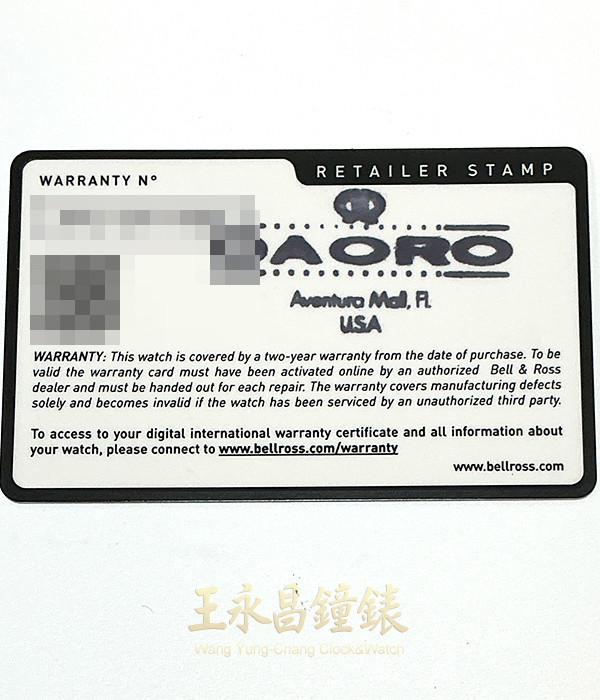 WARRANTY N°
RETAILER STAMP
DAORO
Aventura Mall, Fl.
USA
WARRANTY: This watch is covered by a two-year warranty from the date of purchase. To be
valid the warranty card must have been activated online by an authorized Bell & Ross
dealer and must be handed out for each repair. The warranty covers manufacturing defects
solely and becomes invalid if the watch has been serviced by an unauthorized third party.
To access to your digital international warranty certificate and all information about
your watch, please connect to www.bellross.com/warranty
www.bellross.com
王永昌鐘錶
Wang Yung-Chang Clock&Watch